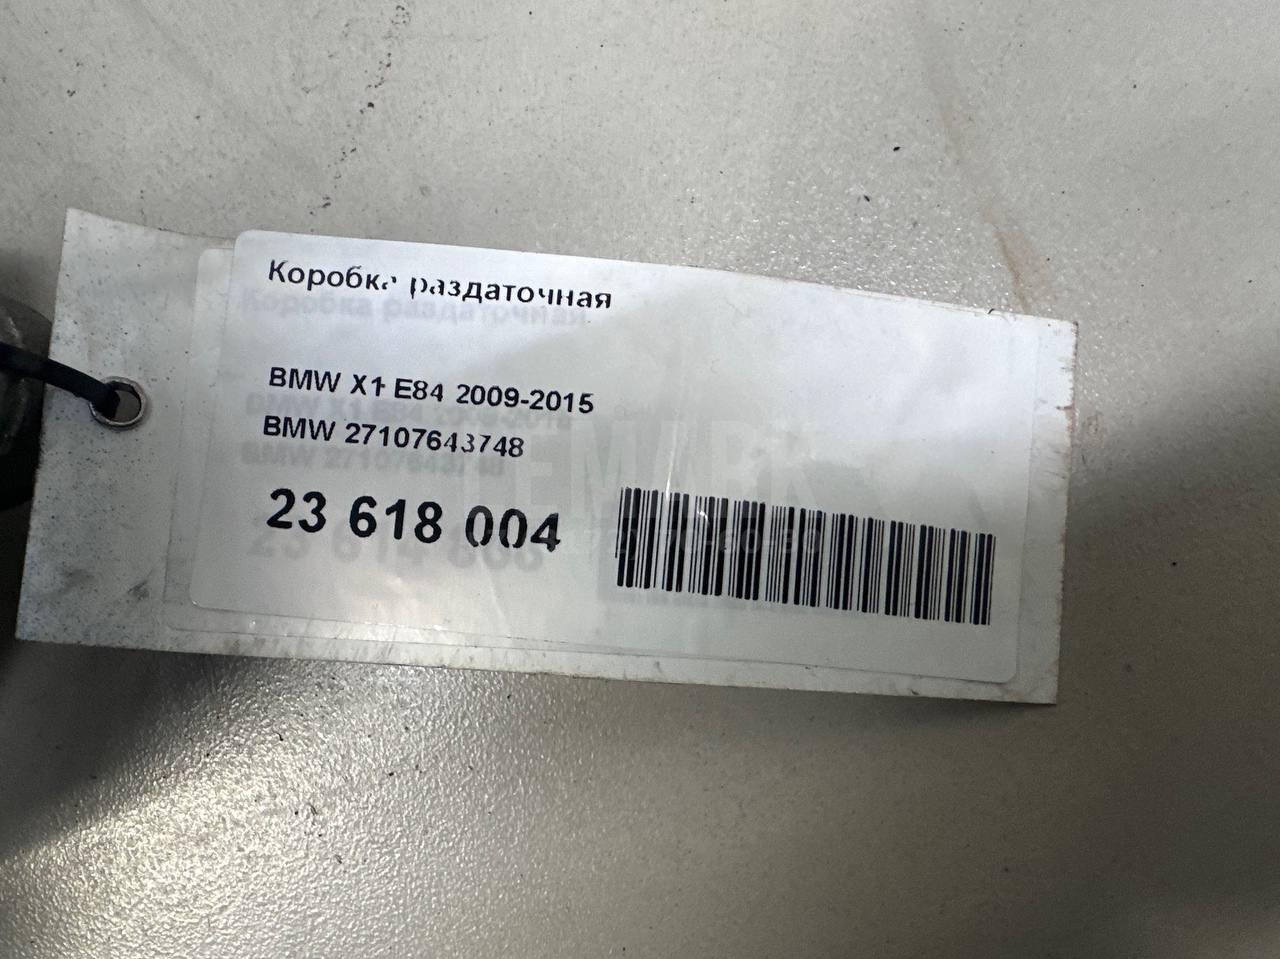 Коробка раздаточная
BMW X1 E84 2009-2015
BMW 27107643748
23 618 004